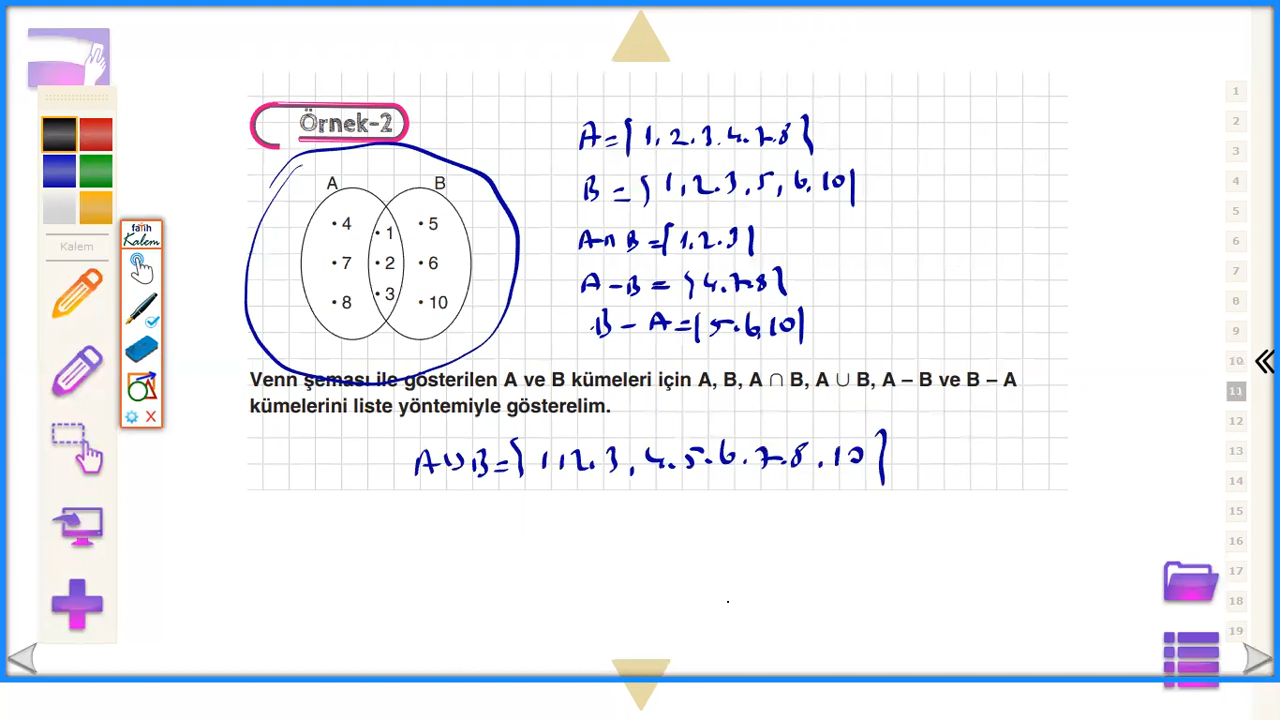 Örnek-2
A={1,2,3,4,7,8}
B={1,2,3,5,6,10}
A∩B={1,2,3}
A-B={4,7,8}
B-A={5,6,10}
A
B
4
1
5
7
2
6
8
3
10
Venn şeması ile gösterilen A ve B kümeleri için A, B, A ∩ B, A ∪ B, A – B ve B – A
kümelerini liste yöntemiyle gösterelim.
A∪B={1,2,3,4,5,6,7,8,10}
Kalem
fatih
Kalem
1
2
3
4
5
6
7
8
9
10
11
12
13
14
15
16
17
18
19